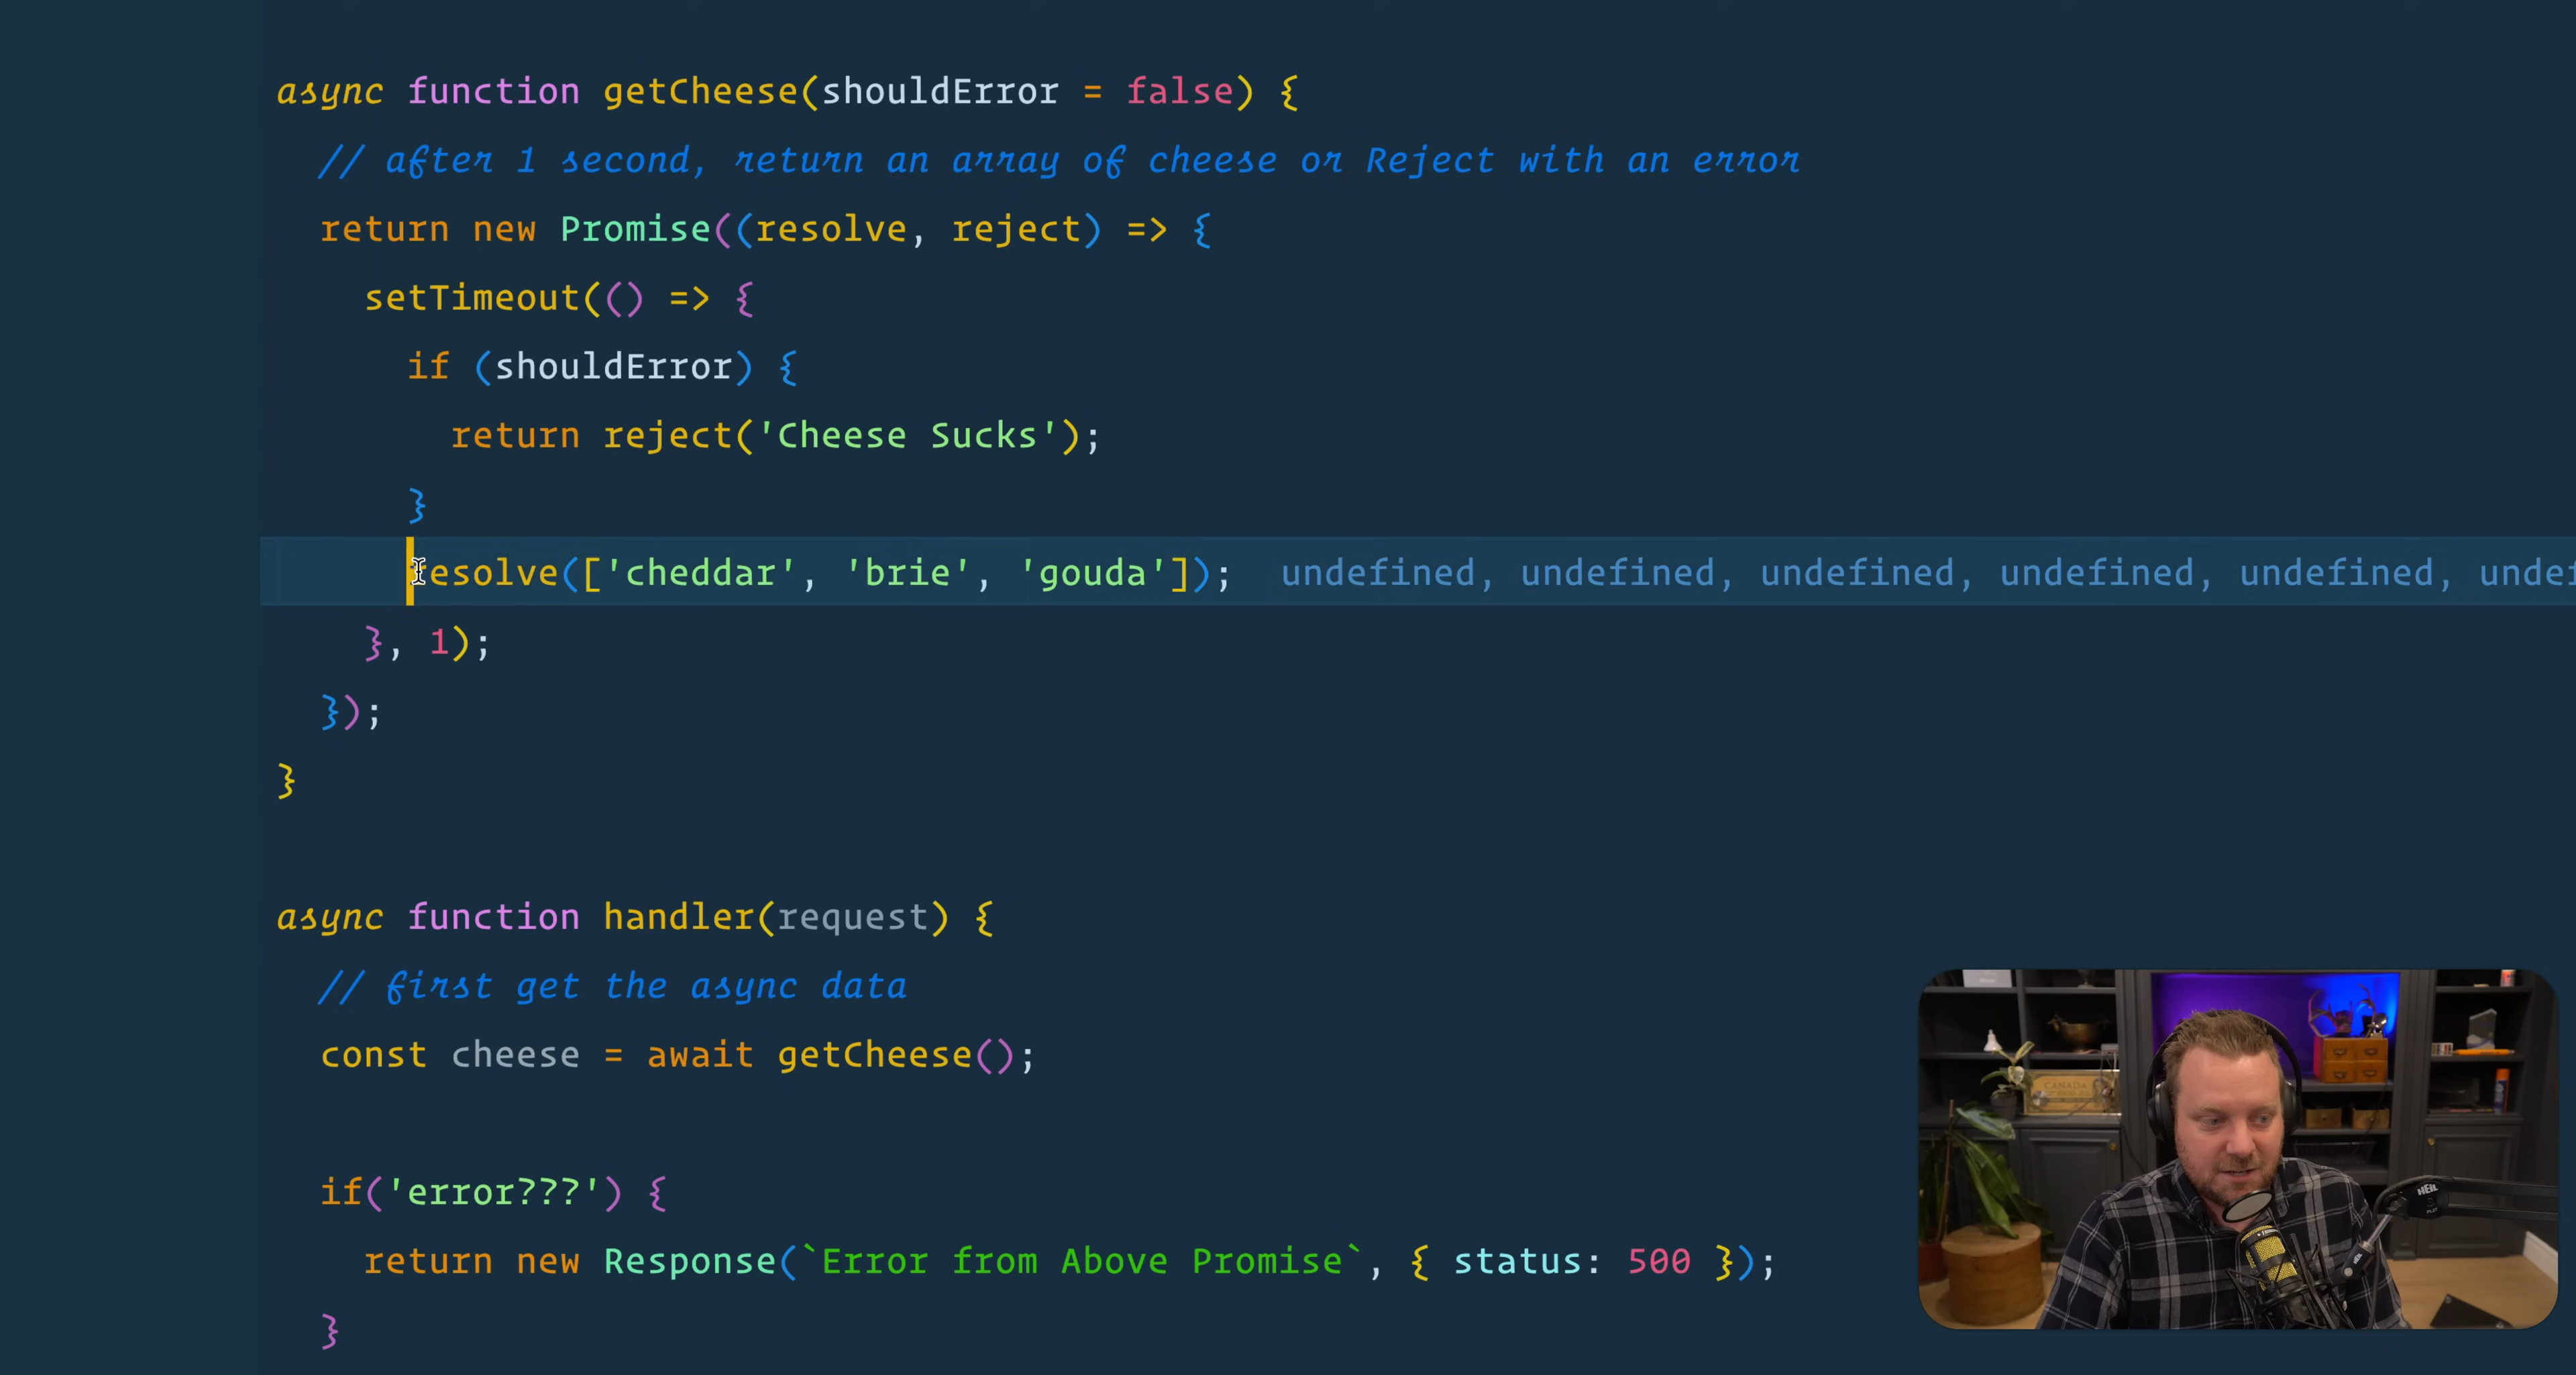 async function getCheese(shouldError = false) {
// after 1 second, return an array of cheese or Reject with an error
return new Promise((resolve, reject) => {
setTimeout(() => {
if (shouldError) {
return reject('Cheese Sucks');
}
resolve(['cheddar', 'brie', 'gouda']); undefined, undefined, undefined, undefined, undefined, undef
}, 1);
});
}
async function handler(request) {
// first get the async data
const cheese = await getCheese();
if('error???') {
return new Response(`Error from Above Promise`, { status: 500 });
}
CANADA
HEIL